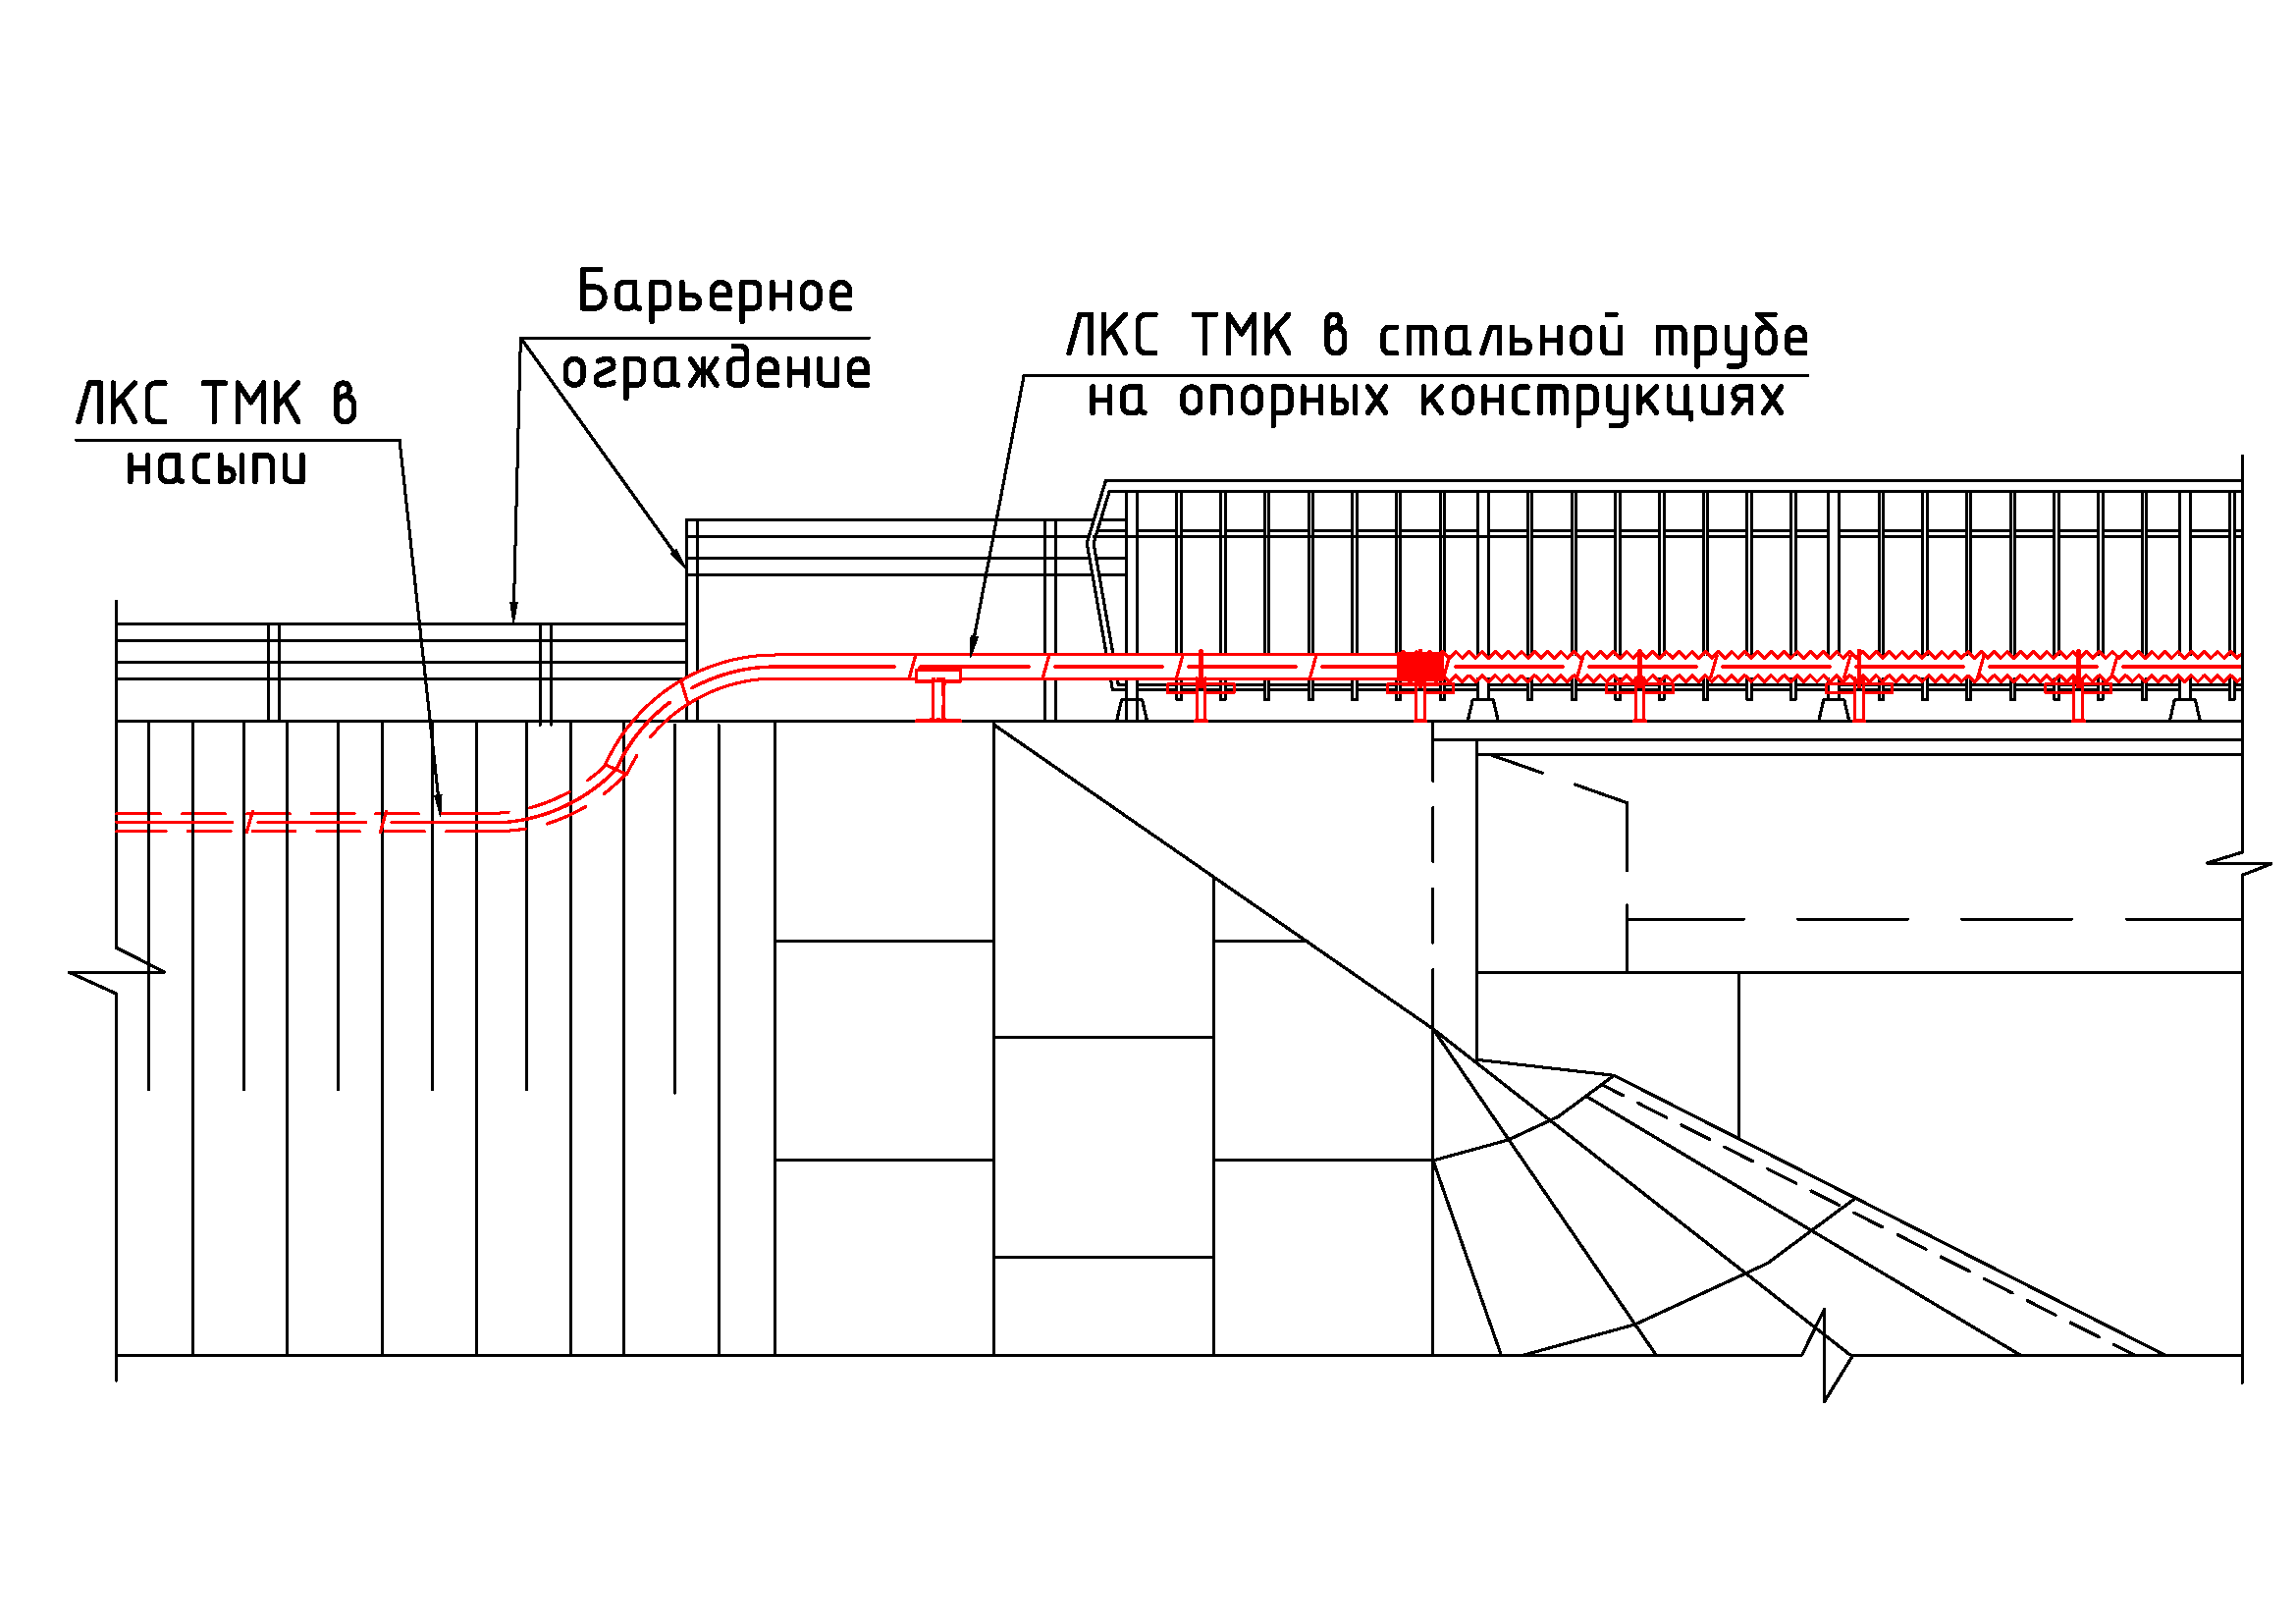 Барьерное
ограждение
ЛКС ТМК в стальной трубе
на опорных конструкциях
ЛКС ТМК в
насыпи